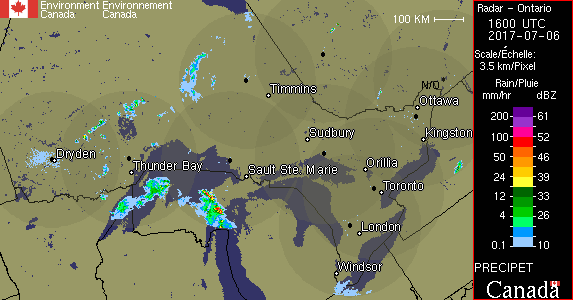 Environment Environnement
Canada Canada
100 KM
Radar - Ontario
1600 UTC
2017-07-06
Scale/Échelle:
3.5 km/Pixel
Rain/Pluie
mm/hr dBZ
200 61
100 52
50 46
24 39
12 33
4 26
2 20
0.1 10
PRECIPET
Canada
N/D
Timmins
Ottawa
Sudbury
Kingston
Dryden
Thunder Bay
Sault Ste. Marie
Orillia
Toronto
London
Windsor